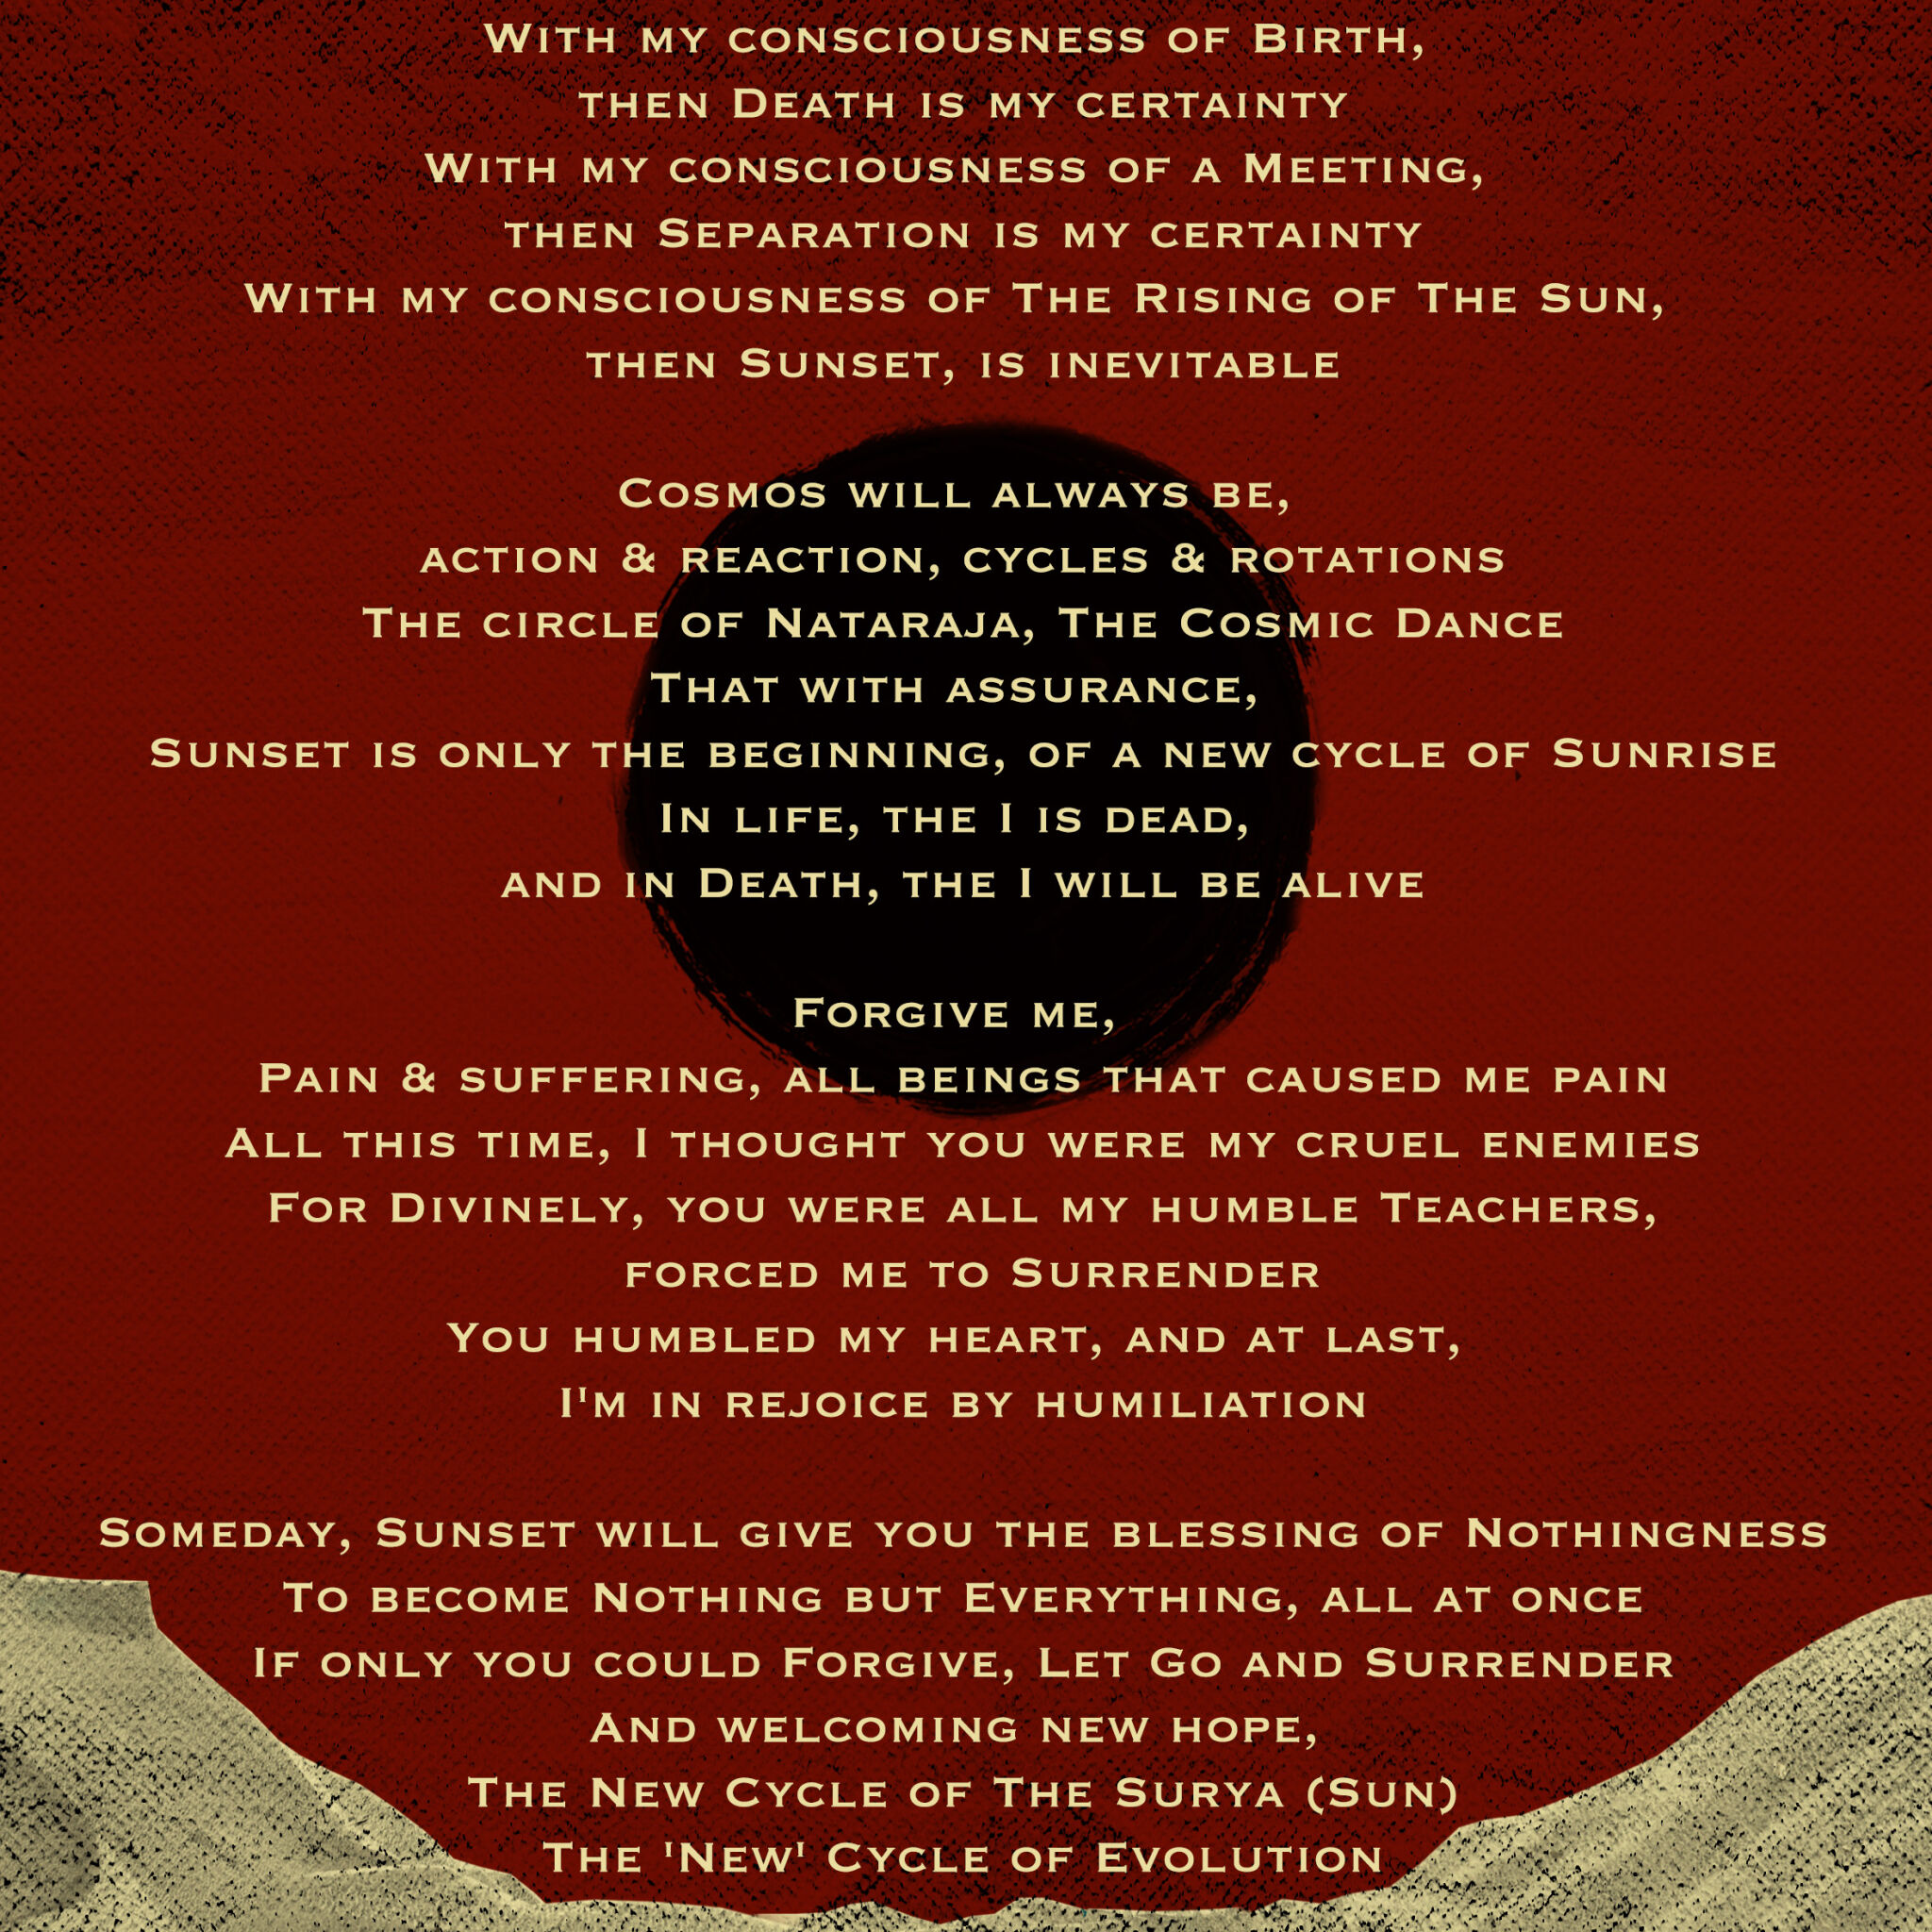 With my consciousness of Birth,
then Death is my certainty
With my consciousness of a Meeting,
then Separation is my certainty
With my consciousness of The Rising of The Sun,
then Sunset, is inevitable
Cosmos will always be,
action & reaction, cycles & rotations
The circle of Nataraja, The Cosmic Dance
That with assurance,
Sunset is only the beginning, of a new cycle of Sunrise
In life, the I is dead,
and in Death, the I will be alive
Forgive me,
Pain & suffering, all beings that caused me pain
All this time, I thought you were my cruel enemies
For Divinely, you were all my humble Teachers,
forced me to Surrender
You humbled my heart, and at last,
I'm in rejoice by humiliation
Someday, Sunset will give you the blessing of Nothingness
To become Nothing but Everything, all at once
If only you could Forgive, Let Go and Surrender
And welcoming new hope,
The New Cycle of The Surya (Sun)
The 'New' Cycle of Evolution